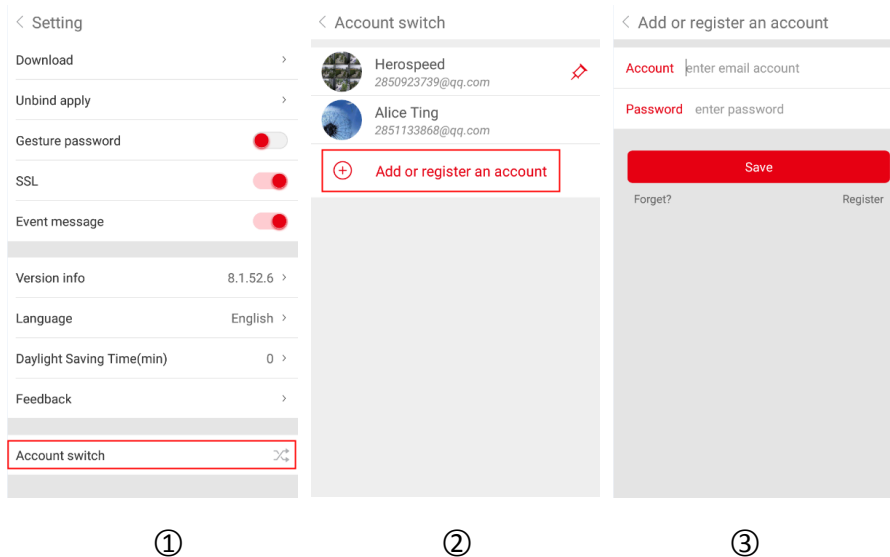 Setting
Download
Unbind apply
Gesture password
SSL
Event message
Version info 8.1.52.6
Language English
Daylight Saving Time(min) 0
Feedback
Account switch
①
Account switch
Herospeed
2850923739@qq.com
Alice Ting
2851133868@qq.com
Add or register an account
②
Add or register an account
Account enter email account
Password enter password
Save
Forget? Register
③